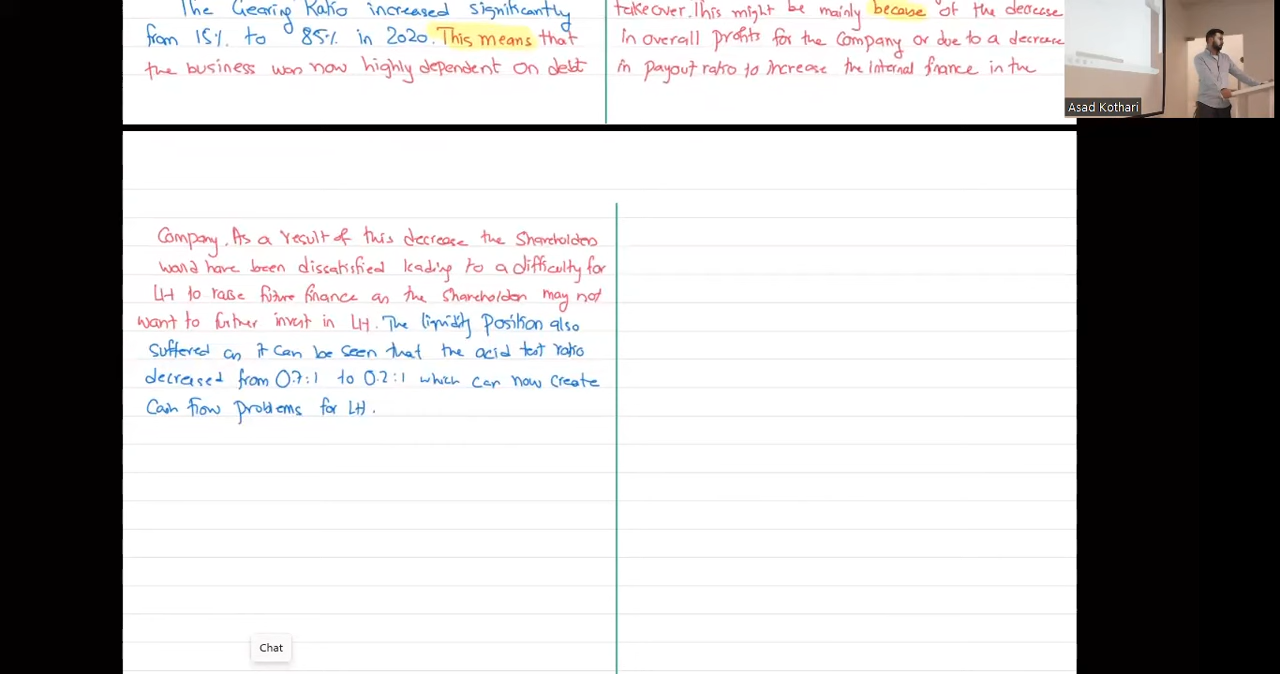 The Gearing Ratio increased significantly
from 15% to 85% in 2020. This means that
the business was now highly dependent on debt
takeover. This might be mainly because of the decrease
in overall profits for the Company or due to a decrease
in payout ratio to increase the internal finance in the
Asad Kothari
Company. As a result of this decrease the Shareholders
would have been dissatisfied leading to a difficulty for
LH to raise future finance as the shareholders may not
want to further invest in LH. The liquidity Position also
suffered as it can be seen that the acid test ratio
decreased from 0.7:1 to 0.2:1 which can now create
Cash flow problems for LH.
Chat